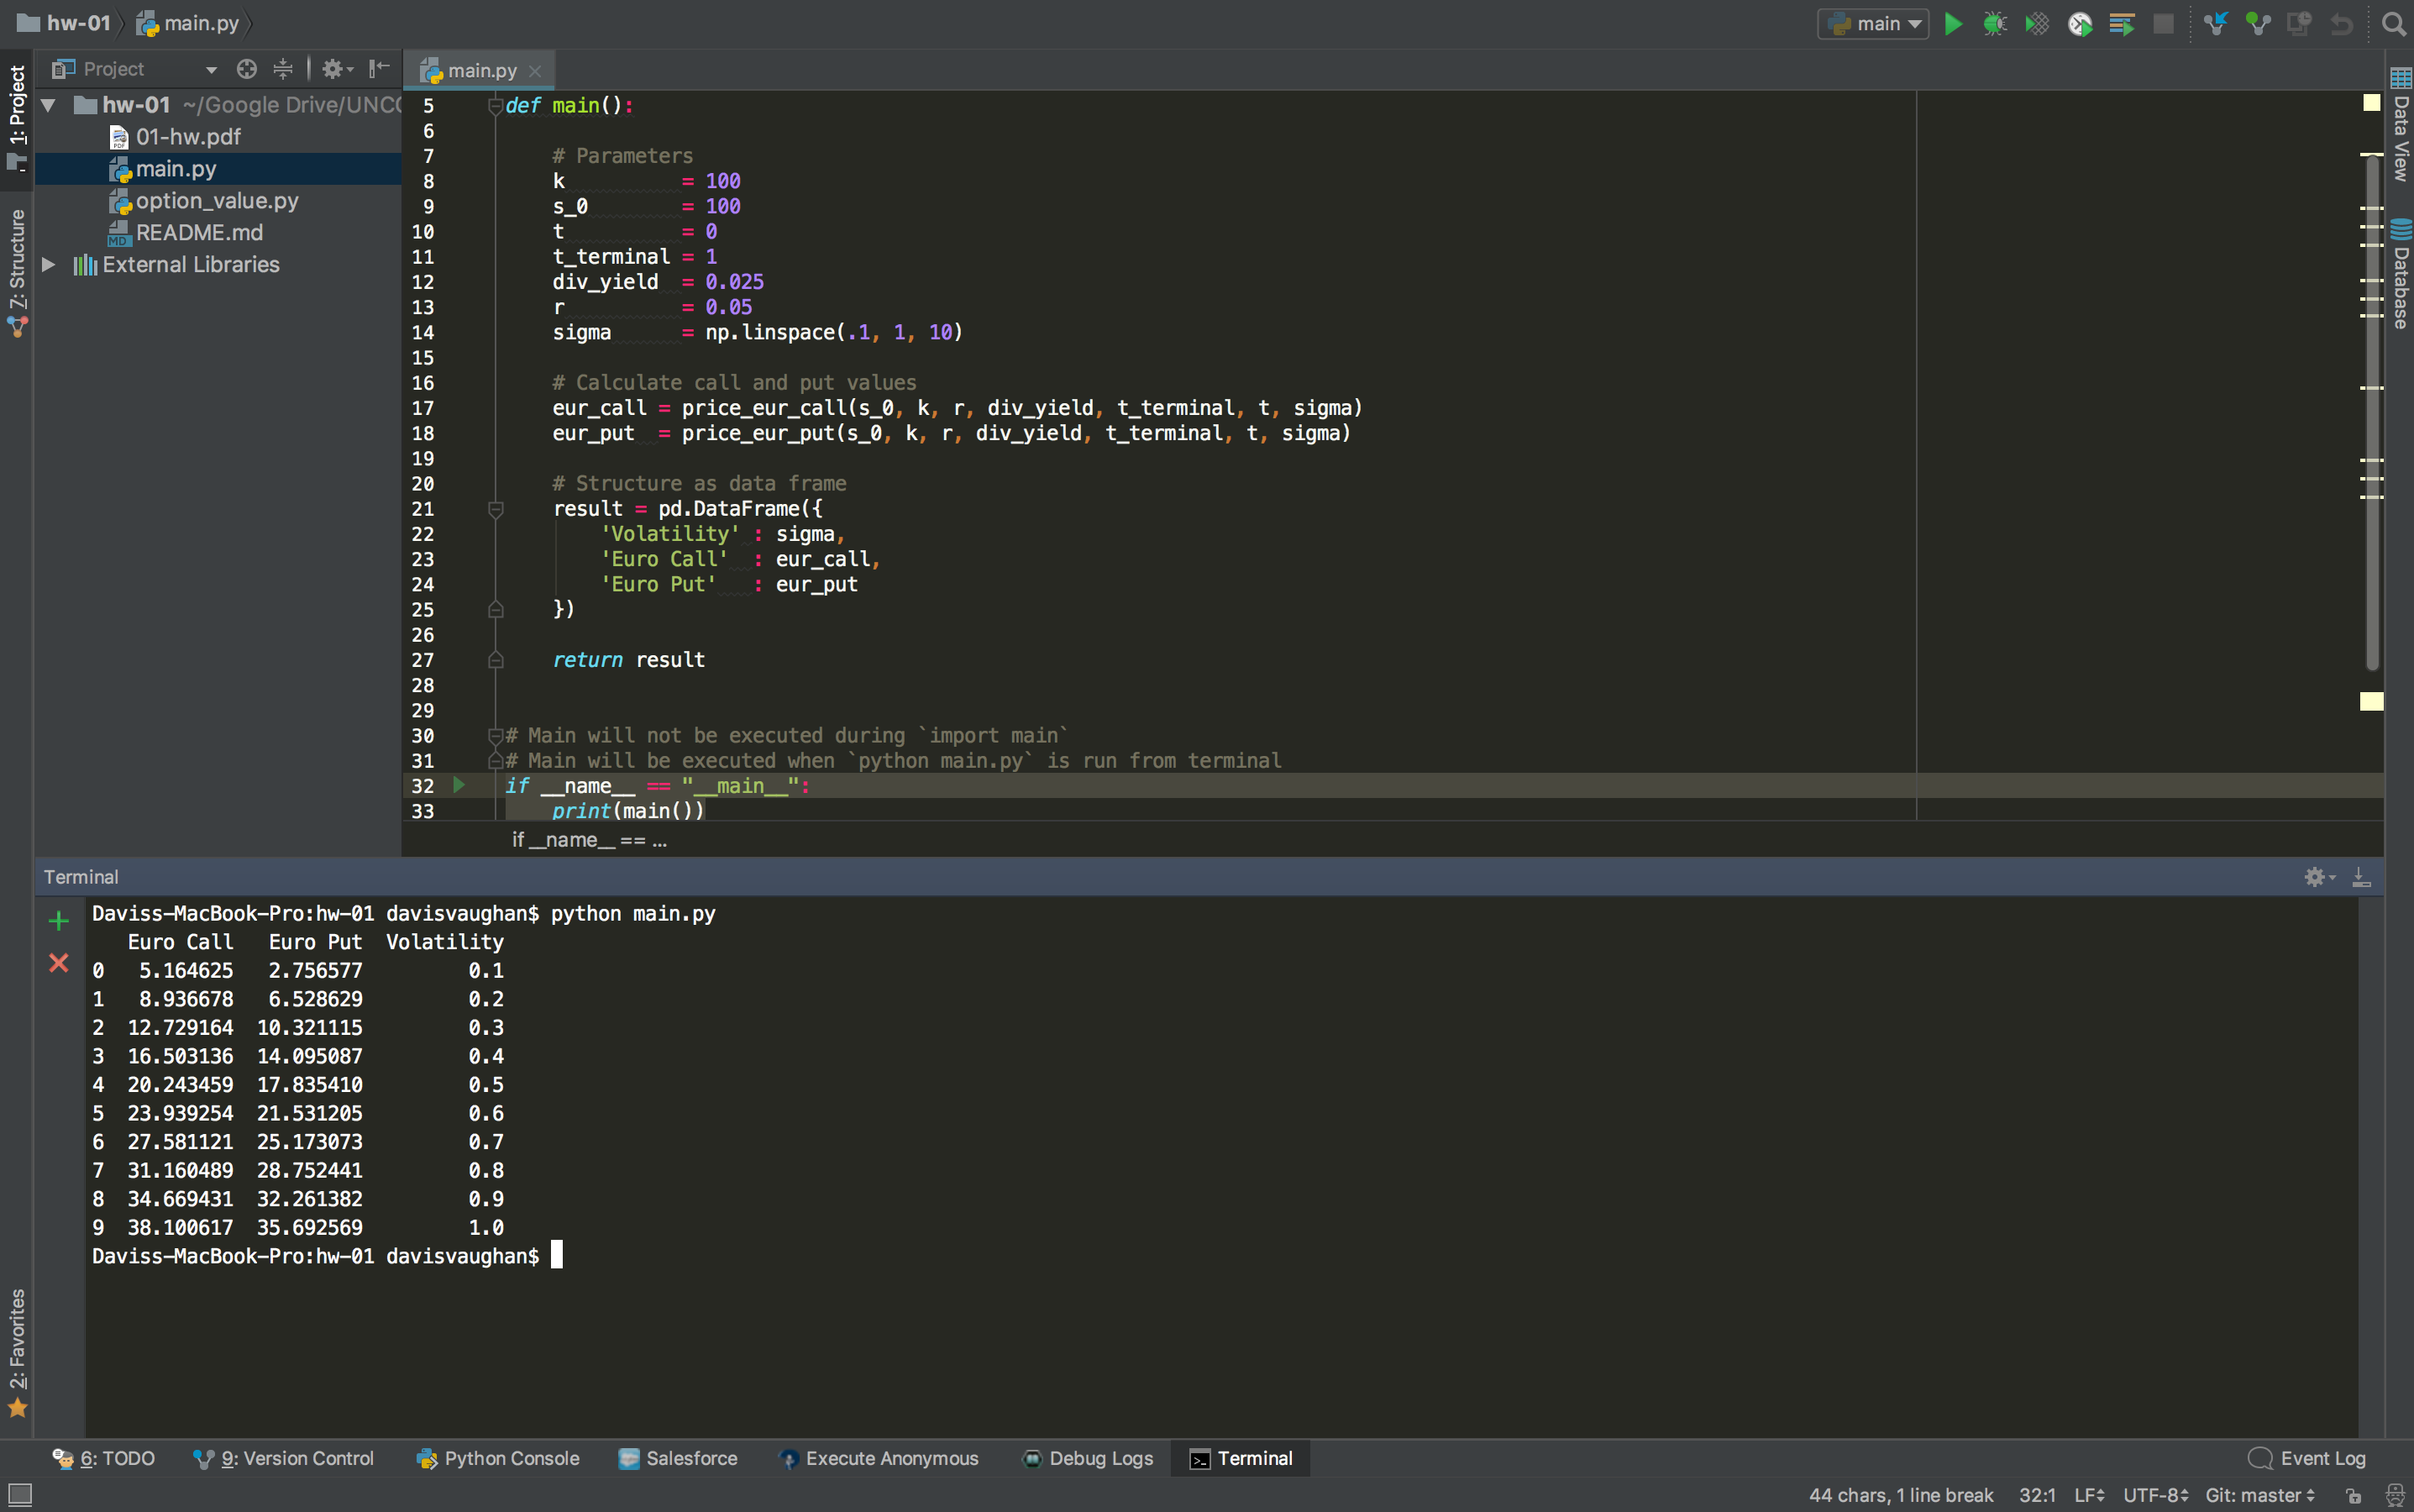 hw-01 main.py
main
Project
main.py
1: Project
7: Structure
2: Favorites
hw-01 ~/Google Drive/UNC
01-hw.pdf
main.py
option_value.py
README.md
External Libraries
5 def main():
6
7 # Parameters
8 k = 100
9 s_0 = 100
10 t = 0
11 t_terminal = 1
12 div_yield = 0.025
13 r = 0.05
14 sigma = np.linspace(.1, 1, 10)
15
16 # Calculate call and put values
17 eur_call = price_eur_call(s_0, k, r, div_yield, t_terminal, t, sigma)
18 eur_put = price_eur_put(s_0, k, r, div_yield, t_terminal, t, sigma)
19
20 # Structure as data frame
21 result = pd.DataFrame({
22 'Volatility' : sigma,
23 'Euro Call' : eur_call,
24 'Euro Put' : eur_put
25 })
26
27 return result
28
29
30 # Main will not be executed during `import main`
31 # Main will be executed when `python main.py` is run from terminal
32 if __name__ == "__main__":
33 print(main())
if __name__ == ...
Data View
Database
Terminal
Daviss-MacBook-Pro:hw-01 davisvaughan$ python main.py
Euro Call Euro Put Volatility
0 5.164625 2.756577 0.1
1 8.936678 6.528629 0.2
2 12.729164 10.321115 0.3
3 16.503136 14.095087 0.4
4 20.243459 17.835410 0.5
5 23.939254 21.531205 0.6
6 27.581121 25.173073 0.7
7 31.160489 28.752441 0.8
8 34.669431 32.261382 0.9
9 38.100617 35.692569 1.0
Daviss-MacBook-Pro:hw-01 davisvaughan$
6: TODO 9: Version Control Python Console Salesforce Execute Anonymous Debug Logs Terminal Event Log
44 chars, 1 line break 32:1 LF UTF-8 Git: master